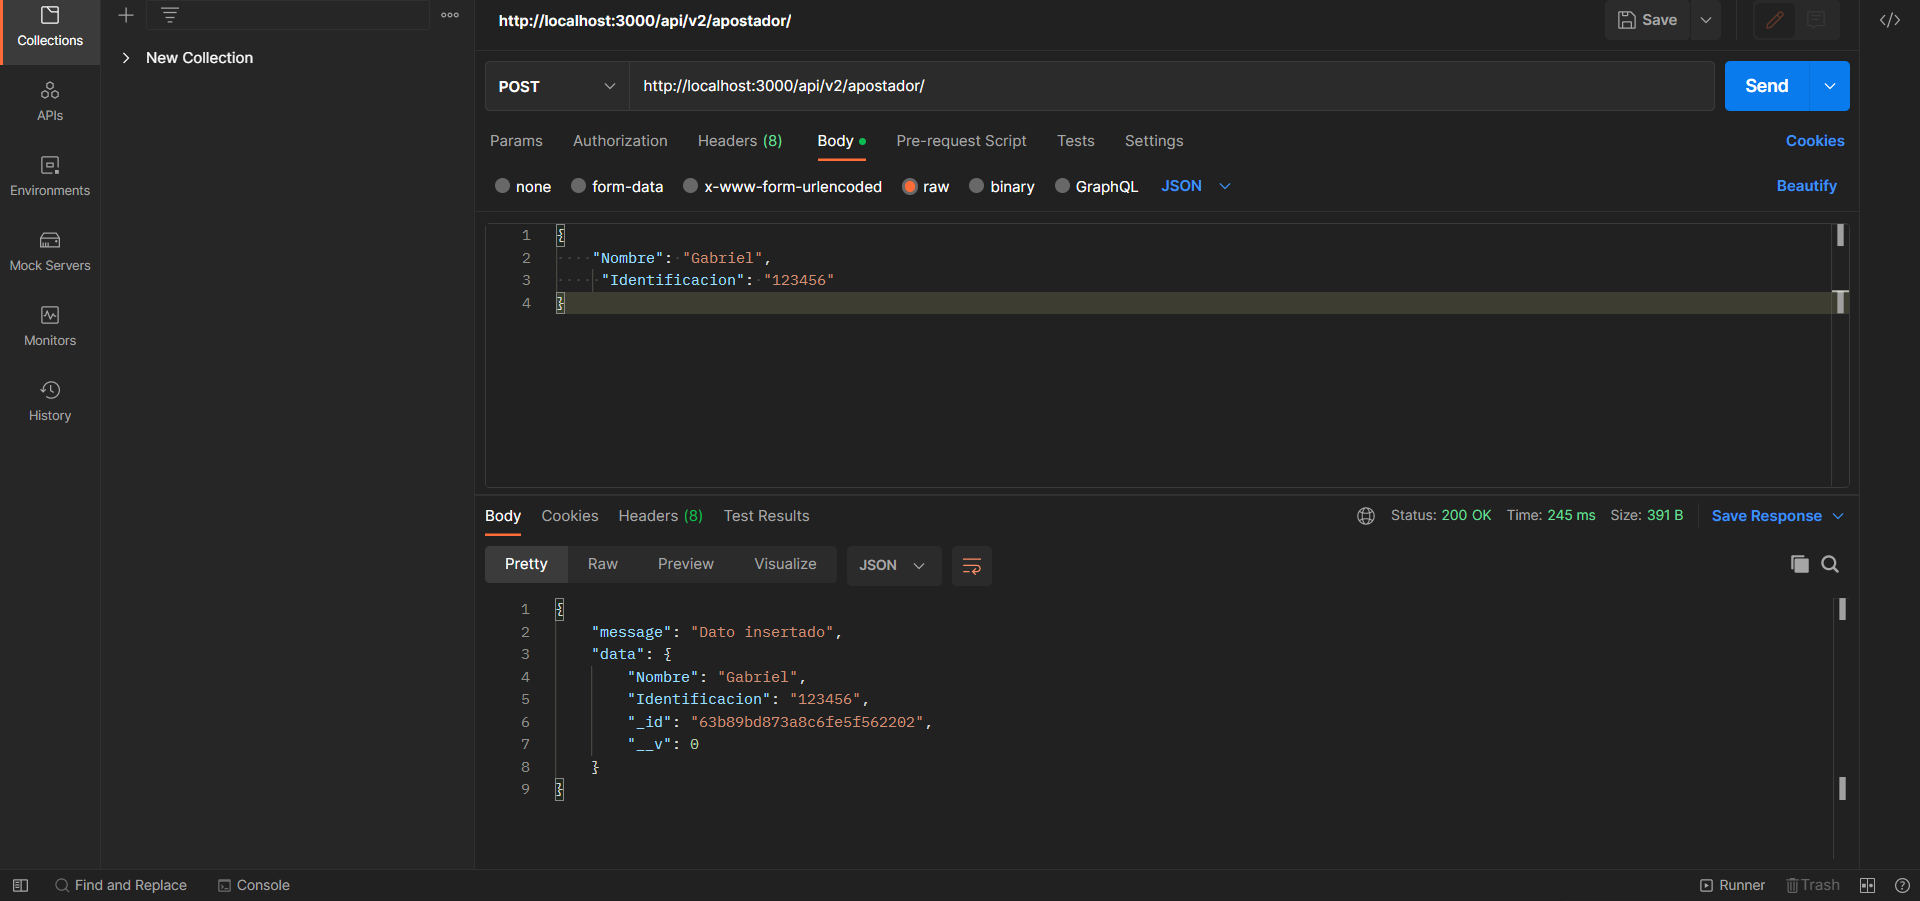 Collections
APIs
Environments
Mock Servers
Monitors
History
New Collection
http://localhost:3000/api/v2/apostador/
Save
POST
http://localhost:3000/api/v2/apostador/
Send
Params Authorization Headers (8) Body Pre-request Script Tests Settings Cookies
none form-data x-www-form-urlencoded raw binary GraphQL JSON Beautify
1 {
2 "Nombre": "Gabriel",
3 "Identificacion": "123456"
4 }
Body Cookies Headers (8) Test Results Status: 200 OK Time: 245 ms Size: 391 B Save Response
Pretty Raw Preview Visualize JSON
1 {
2 "message": "Dato insertado",
3 "data": {
4 "Nombre": "Gabriel",
5 "Identificacion": "123456",
6 "_id": "63b89bd873a8c6fe5f562202",
7 "__v": 0
8 }
9 }
Find and Replace Console Runner Trash